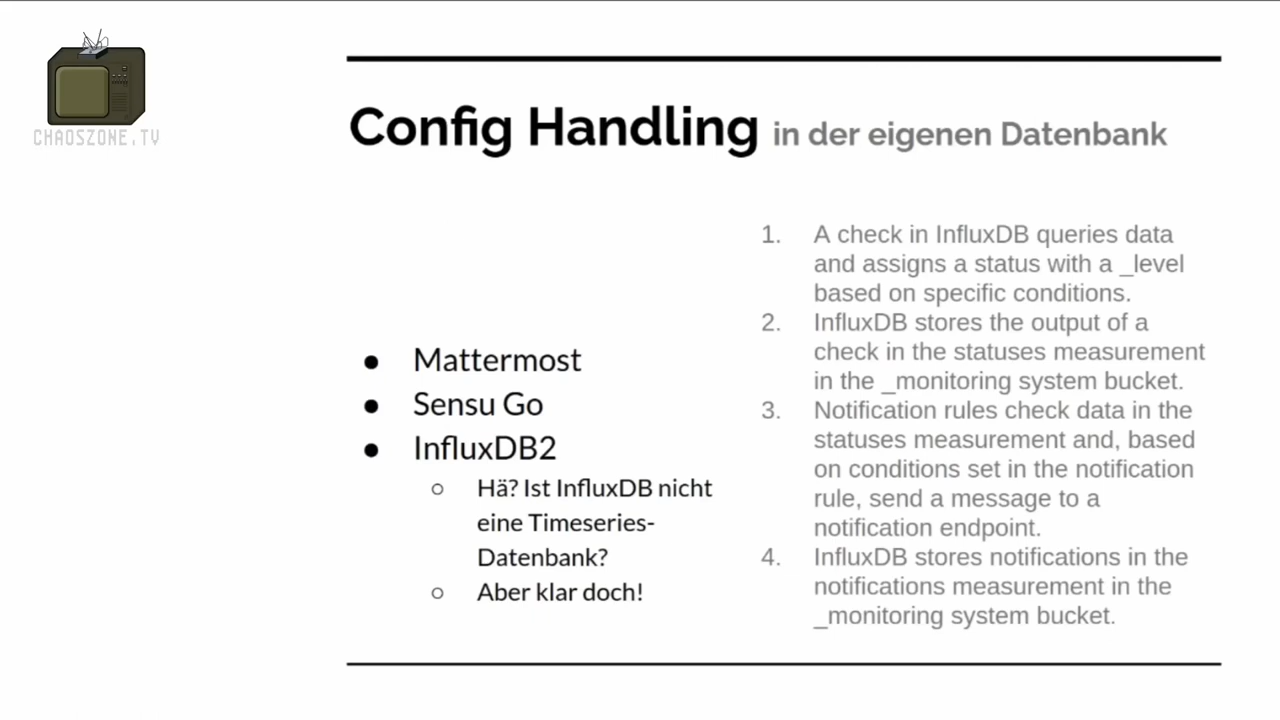 CHAOSZONE.TV
Config Handling in der eigenen Datenbank
● Mattermost
● Sensu Go
● InfluxDB2
○ Hä? Ist InfluxDB nicht
eine Timeseries-
Datenbank?
○ Aber klar doch!
1. A check in InfluxDB queries data
and assigns a status with a _level
based on specific conditions.
2. InfluxDB stores the output of a
check in the statuses measurement
in the _monitoring system bucket.
3. Notification rules check data in the
statuses measurement and, based
on conditions set in the notification
rule, send a message to a
notification endpoint.
4. InfluxDB stores notifications in the
notifications measurement in the
_monitoring system bucket.